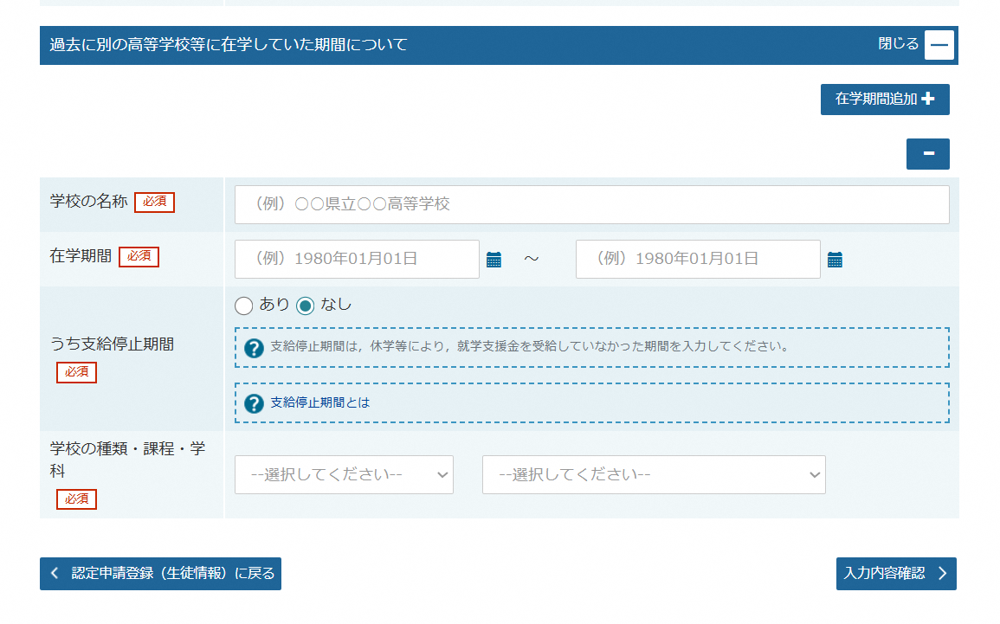 過去に別の高等学校等に在学していた期間について 閉じる
在学期間追加
学校の名称 必須 （例）〇〇県立〇〇高等学校
在学期間 必須 （例）1980年01月01日 ～ （例）1980年01月01日
あり なし
うち支給停止期間
必須
支給停止期間は，休学等により，就学支援金を受給していなかった期間を入力してください。
支給停止期間とは
学校の種類・課程・学
科
必須
--選択してください-- --選択してください--
認定申請登録（生徒情報）に戻る 入力内容確認